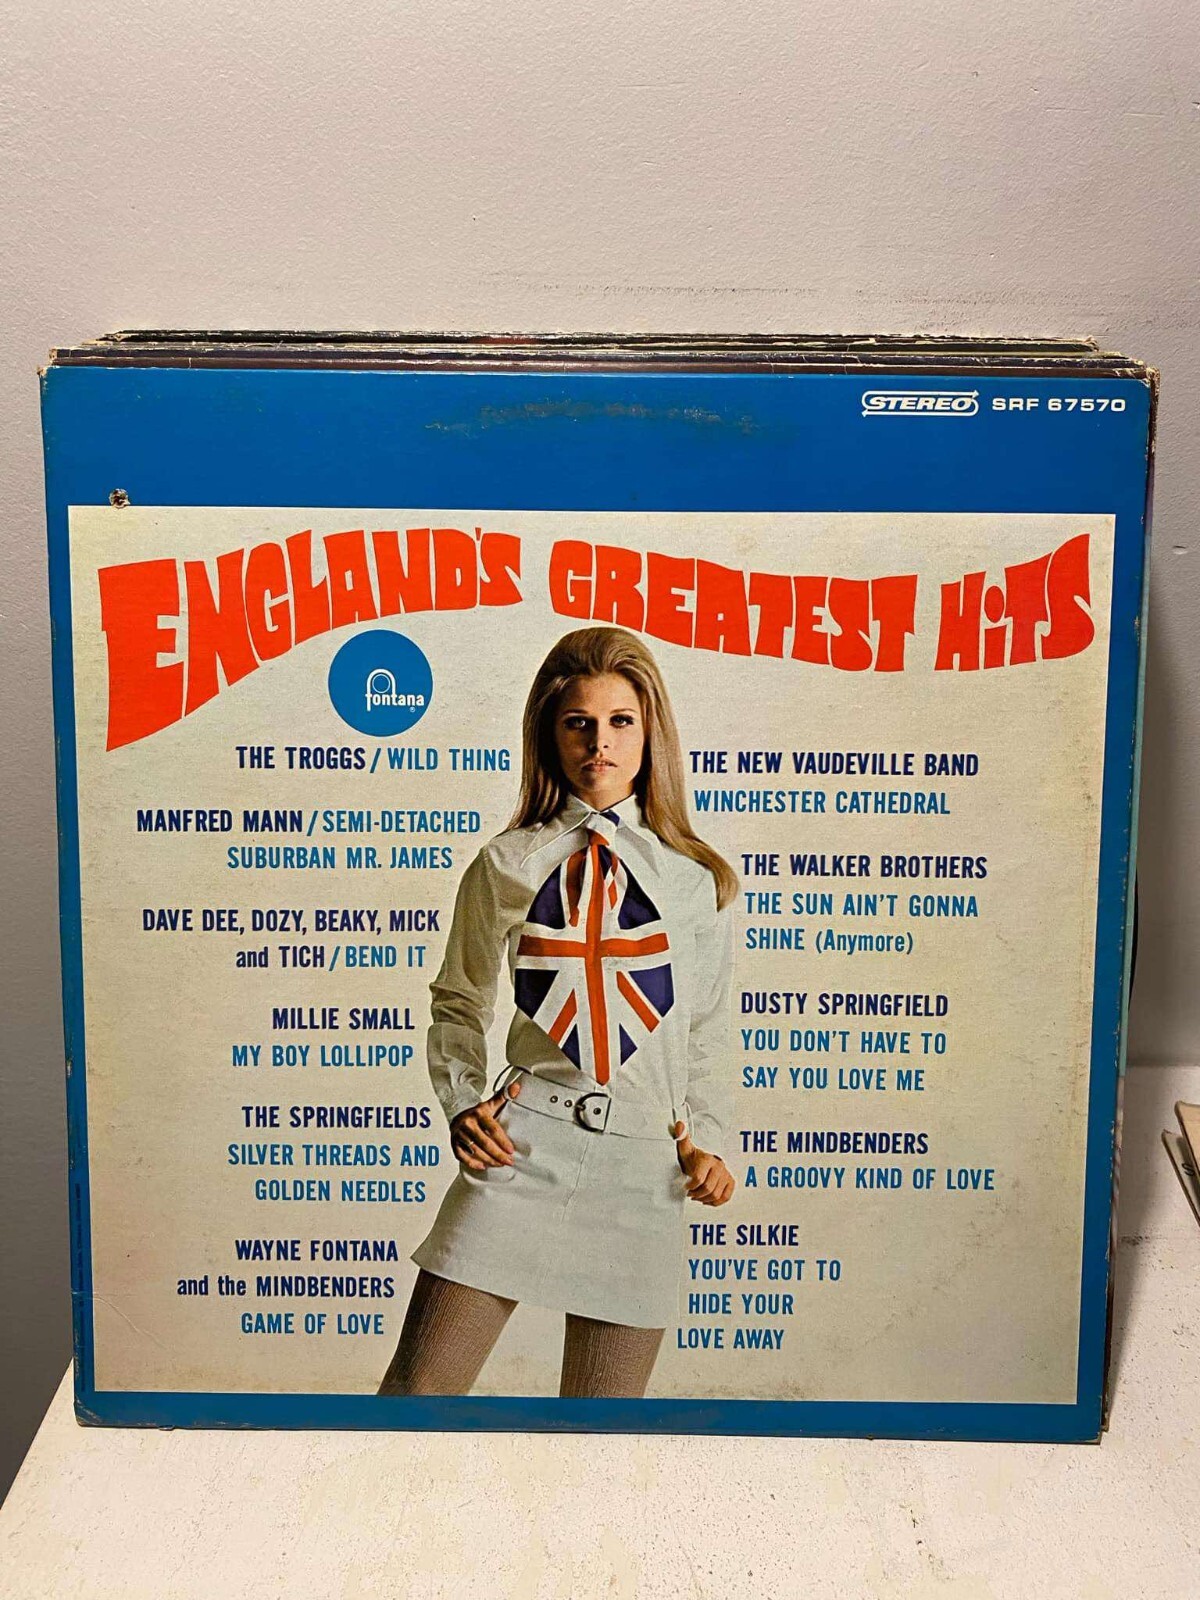 STEREO SRF 67570
ENGLAND'S GREATEST HiTS
fontana®
THE TROGGS/WILD THING
MANFRED MANN/SEMI-DETACHED
SUBURBAN MR. JAMES
DAVE DEE, DOZY, BEAKY, MICK
and TICH/BEND IT
MILLIE SMALL
MY BOY LOLLIPOP
THE SPRINGFIELDS
SILVER THREADS AND
GOLDEN NEEDLES
WAYNE FONTANA
and the MINDBENDERS
GAME OF LOVE
THE NEW VAUDEVILLE BAND
WINCHESTER CATHEDRAL
THE WALKER BROTHERS
THE SUN AIN'T GONNA
SHINE (Anymore)
DUSTY SPRINGFIELD
YOU DON'T HAVE TO
SAY YOU LOVE ME
THE MINDBENDERS
A GROOVY KIND OF LOVE
THE SILKIE
YOU'VE GOT TO
HIDE YOUR
LOVE AWAY